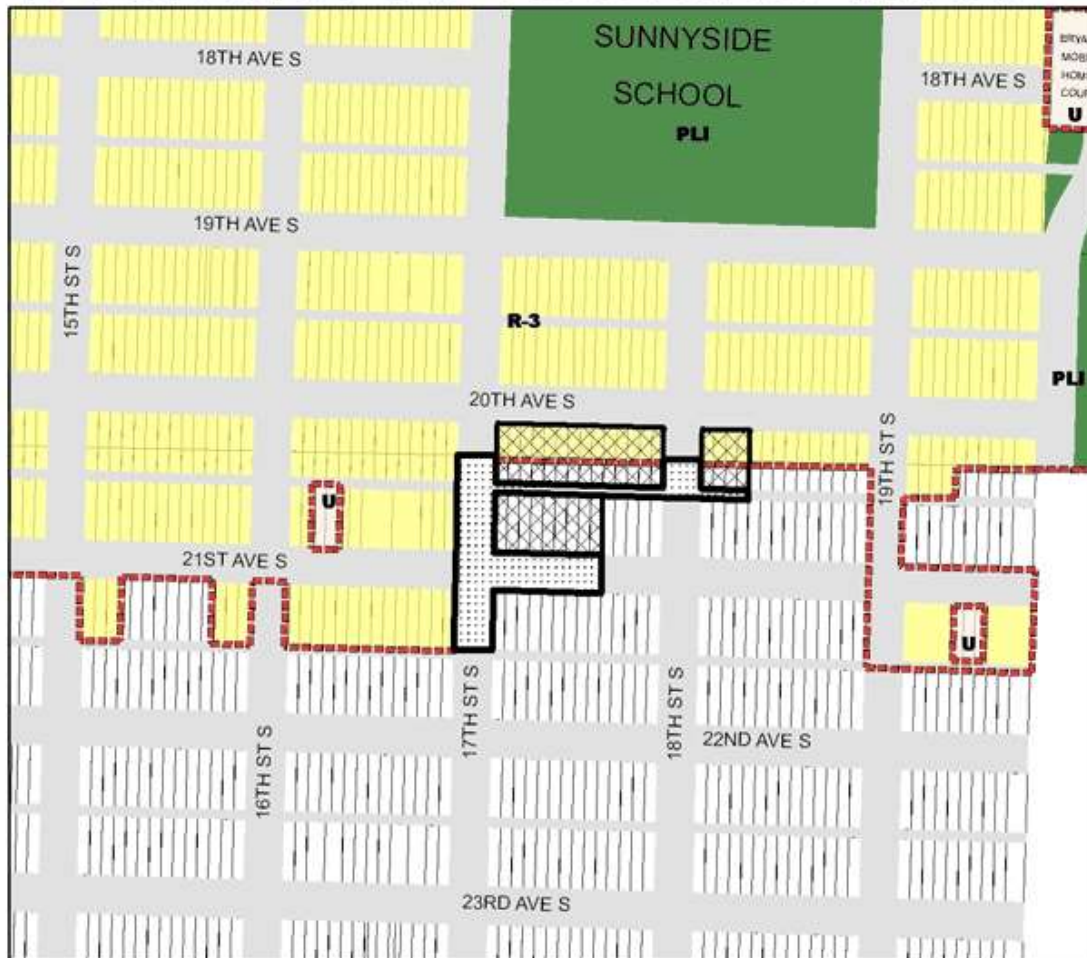 SUNNYSIDE
SCHOOL
PLI
18TH AVE S
18TH AVE S
HOM
U
19TH AVE S
15TH ST S
R-3
PLI
20TH AVE S
19TH ST S
U
21ST AVE S
U
16TH ST S
17TH ST S
18TH ST S
22ND AVE S
23RD AVE S